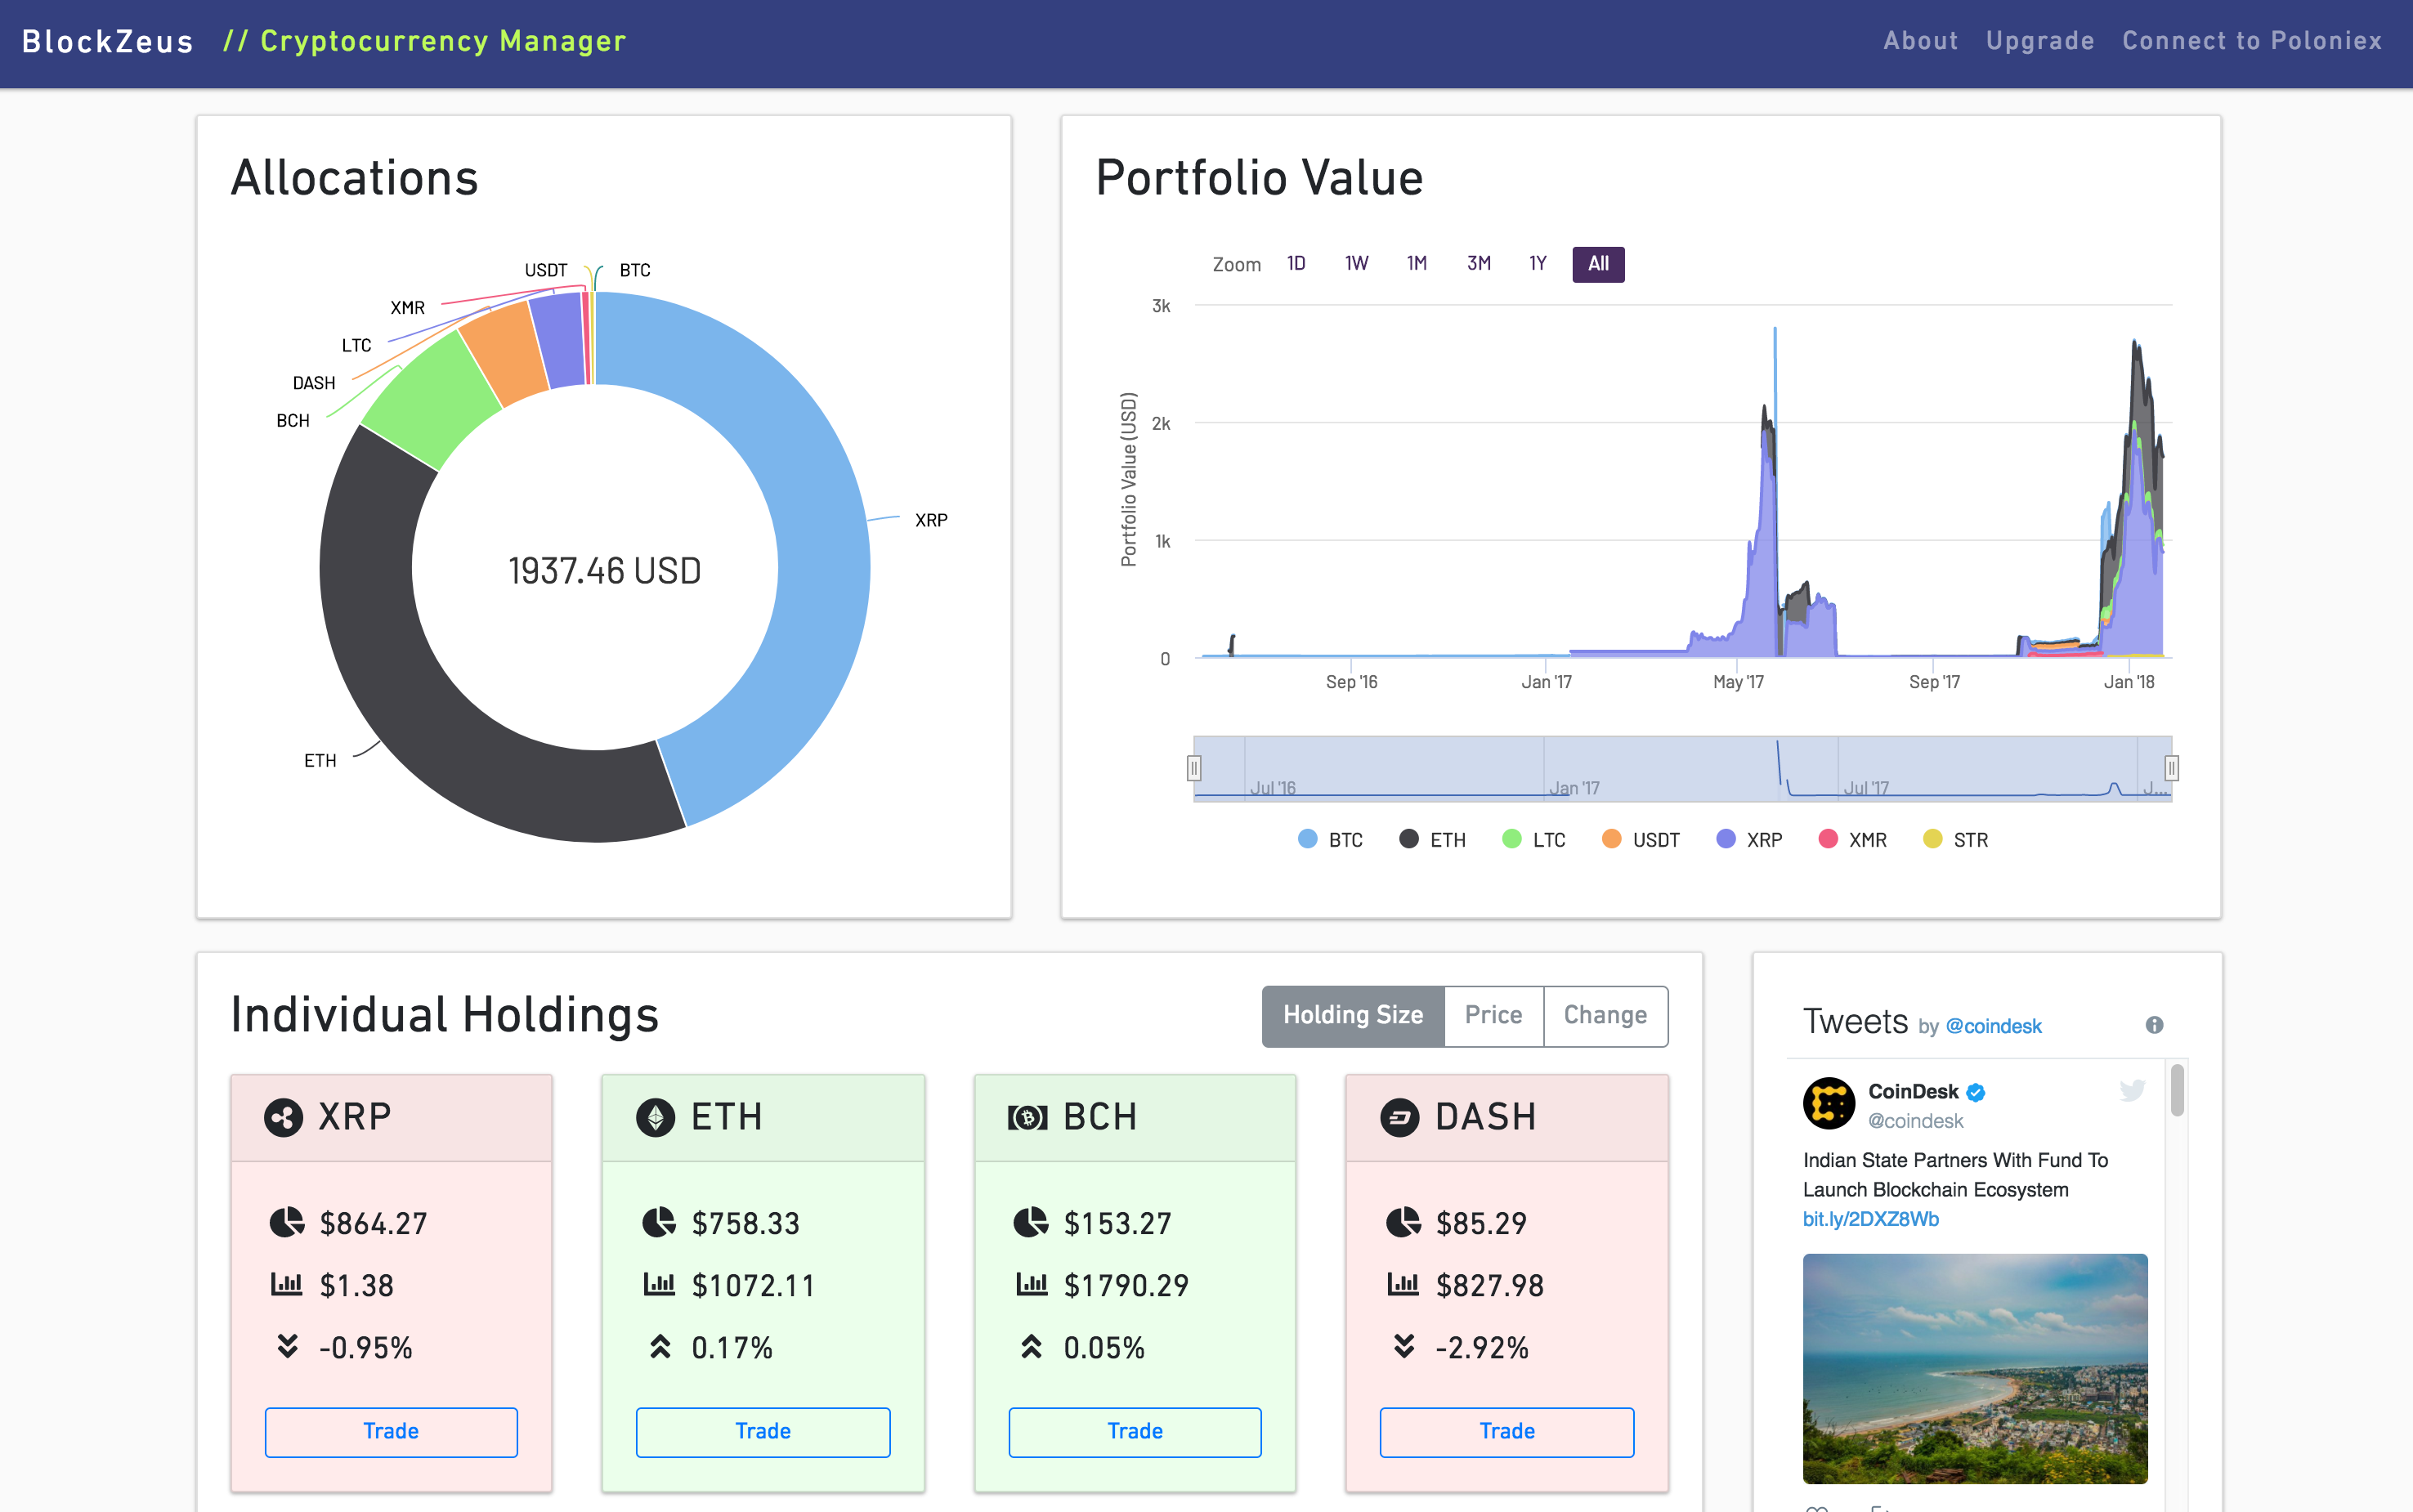 BlockZeus // Cryptocurrency Manager
About Upgrade Connect to Poloniex
Allocations
USDT
BTC
XMR
LTC
DASH
BCH
XRP
1937.46 USD
ETH
Portfolio Value
Zoom 1D 1W 1M 3M 1Y All
3k
2k
1k
0
Portfolio Value (USD)
Sep '16 Jan '17 May '17 Sep '17 Jan '18
Jul '16 Jan '17 Jul '17 J...
BTC ETH LTC USDT XRP XMR STR
Individual Holdings
Holding Size Price Change
XRP
$864.27
$1.38
-0.95%
Trade
ETH
$758.33
$1072.11
0.17%
Trade
BCH
$153.27
$1790.29
0.05%
Trade
DASH
$85.29
$827.98
-2.92%
Trade
Tweets by @coindesk
CoinDesk
@coindesk
Indian State Partners With Fund To
Launch Blockchain Ecosystem
bit.ly/2DXZ8Wb